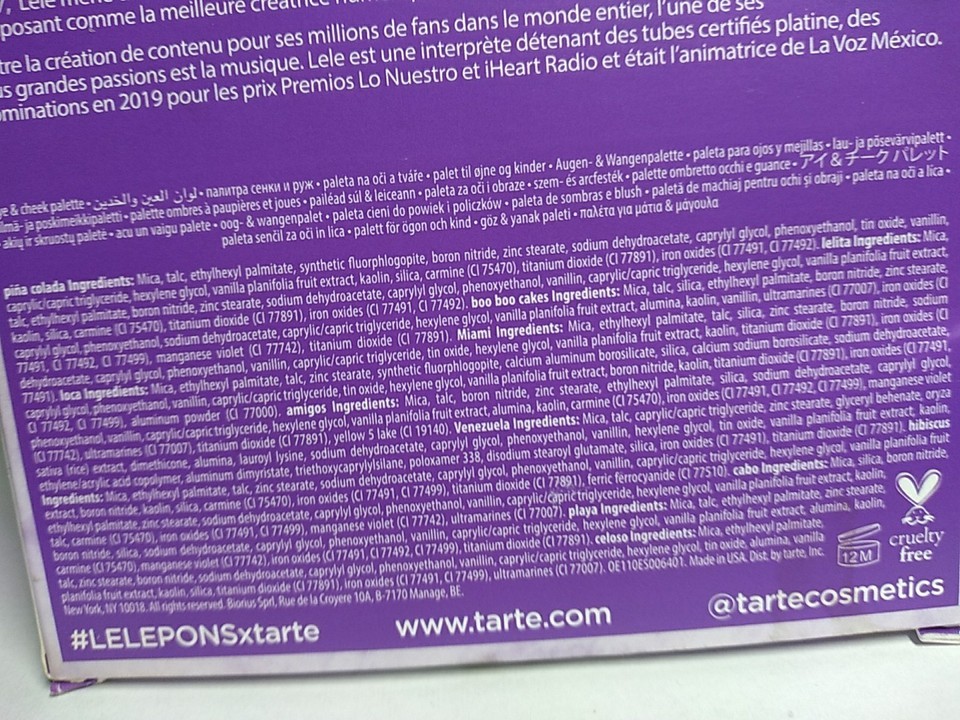 posant comme la meilleure
tre la création de contenu pour ses millions de fans dans le monde entier, l'une de ses
s grandes passions est la musique. Lele est une interprète détenant des tubes certifiés platine, des
minations en 2019 pour les prix Premios Lo Nuestro et iHeart Radio et était l'animatrice de La Voz México.
e & cheek palette • لوان العين والخدين • палитра сенки и руж • paleta na oči a tváře • palet til øjne og kinder • Augen- & Wangenpalette • paleta para ojos y mejillas • lau- ja põsevärvipalett •
lmä- ja poskimeikkipaletti • palette ombres à paupières et joues • pailéad súl & leiceann • paleta za oči i obraze • szem- és arcfesték • palette ombretto occhi e guance • アイ&チークパレット
akių ir skruostų paletė • acu un vaigu palete • oog- & wangenpalet • paleta cieni do powiek i policzków • paleta de sombras e blush • paletă de machiaj pentru ochi și obraji • paleta na oči a líca •
paleta senčil za oči in lica • palett för ögon och kind • göz & yanak paleti • παλέτα για μάτια & μάγουλα
piña colada Ingredients: Mica, talc, ethylhexyl palmitate, synthetic fluorphlogopite, boron nitride, zinc stearate, sodium dehydroacetate, caprylyl glycol, phenoxyethanol, tin oxide, vanillin,
caprylic/capric triglyceride, hexylene glycol, vanilla planifolia fruit extract, kaolin, silica, carmine (CI 75470), titanium dioxide (CI 77891), iron oxides (CI 77491, CI 77492). lelita Ingredients: Mica,
talc, ethylhexyl palmitate, boron nitride, zinc stearate, sodium dehydroacetate, caprylyl glycol, phenoxyethanol, vanillin, caprylic/capric triglyceride, hexylene glycol, vanilla planifolia fruit extract,
kaolin, silica, carmine (CI 75470), titanium dioxide (CI 77891), iron oxides (CI 77491, CI 77492). boo boo cakes Ingredients: Mica, talc, silica, ethylhexyl palmitate, boron nitride, zinc stearate,
caprylyl glycol, phenoxyethanol, sodium dehydroacetate, caprylic/capric triglyceride, hexylene glycol, vanilla planifolia fruit extract, alumina, kaolin, vanillin, ultramarines (CI 77007), iron oxides (CI
77491, CI 77492, CI 77499), manganese violet (CI 77742), titanium dioxide (CI 77891). Miami Ingredients: Mica, ethylhexyl palmitate, talc, silica, zinc stearate, boron nitride, sodium
dehydroacetate, caprylyl glycol, phenoxyethanol, vanillin, caprylic/capric triglyceride, tin oxide, hexylene glycol, vanilla planifolia fruit extract, kaolin, titanium dioxide (CI 77891), iron oxides (CI
77491). loca Ingredients: Mica, ethylhexyl palmitate, talc, zinc stearate, synthetic fluorphlogopite, calcium aluminum borosilicate, silica, calcium sodium borosilicate, sodium dehydroacetate,
caprylyl glycol, phenoxyethanol, vanillin, caprylic/capric triglyceride, tin oxide, hexylene glycol, vanilla planifolia fruit extract, boron nitride, kaolin, titanium dioxide (CI 77891), iron oxides (CI 77491,
CI 77492, CI 77499), aluminum powder (CI 77000). amigos Ingredients: Mica, talc, boron nitride, zinc stearate, ethylhexyl palmitate, silica, sodium dehydroacetate, caprylyl glycol,
phenoxyethanol, vanillin, caprylic/capric triglyceride, hexylene glycol, vanilla planifolia fruit extract, alumina, kaolin, carmine (CI 75470), iron oxides (CI 77491, CI 77492, CI 77499), manganese violet
(CI 77742), ultramarines (CI 77007), titanium dioxide (CI 77891), yellow 5 lake (CI 19140). Venezuela Ingredients: Mica, talc, caprylic/capric triglyceride, zinc stearate, glyceryl behenate, oryza
sativa (rice) extract, dimethicone, alumina, lauroyl lysine, sodium dehydroacetate, caprylyl glycol, phenoxyethanol, vanillin, hexylene glycol, tin oxide, vanilla planifolia fruit extract, kaolin,
ethylene/acrylic acid copolymer, aluminum dimyristate, triethoxycaprylylsilane, poloxamer 338, disodium stearoyl glutamate, silica, iron oxides (CI 77491), titanium dioxide (CI 77891). hibiscus
Ingredients: Mica, ethylhexyl palmitate, talc, zinc stearate, sodium dehydroacetate, caprylyl glycol, phenoxyethanol, vanillin, caprylic/capric triglyceride, hexylene glycol, vanilla planifolia fruit
extract, boron nitride, kaolin, silica, carmine (CI 75470), iron oxides (CI 77491, CI 77499), titanium dioxide (CI 77891), ferric ferrocyanide (CI 77510). cabo Ingredients: Mica, silica, boron nitride,
ethylhexyl palmitate, zinc stearate, sodium dehydroacetate, caprylyl glycol, phenoxyethanol, vanillin, caprylic/capric triglyceride, hexylene glycol, vanilla planifolia fruit extract, kaolin,
talc, carmine (CI 75470), iron oxides (CI 77491, CI 77499), manganese violet (CI 77742), ultramarines (CI 77007). playa Ingredients: Mica, talc, ethylhexyl palmitate, zinc stearate,
boron nitride, silica, sodium dehydroacetate, caprylyl glycol, phenoxyethanol, vanillin, caprylic/capric triglyceride, hexylene glycol, vanilla planifolia fruit extract, alumina, kaolin,
carmine (CI 75470), manganese violet (CI 77742), iron oxides (CI 77491, CI 77492, CI 77499), titanium dioxide (CI 77891). celoso Ingredients: Mica, ethylhexyl palmitate,
talc, zinc stearate, boron nitride, sodium dehydroacetate, caprylyl glycol, phenoxyethanol, vanillin, caprylic/capric triglyceride, hexylene glycol, tin oxide, alumina, vanilla
planifolia fruit extract, kaolin, silica, titanium dioxide (CI 77891), iron oxides (CI 77491, CI 77499), ultramarines (CI 77007). OE110ES006401. Made in USA. Dist. by tarte, Inc.
New York, NY 10018. All rights reserved. Biorius Sprl, Rue de la Croyere 10A, B-7170 Manage, BE.
12M
cruelty
free
#LELEPONSxtarte
www.tarte.com
@tartecosmetics